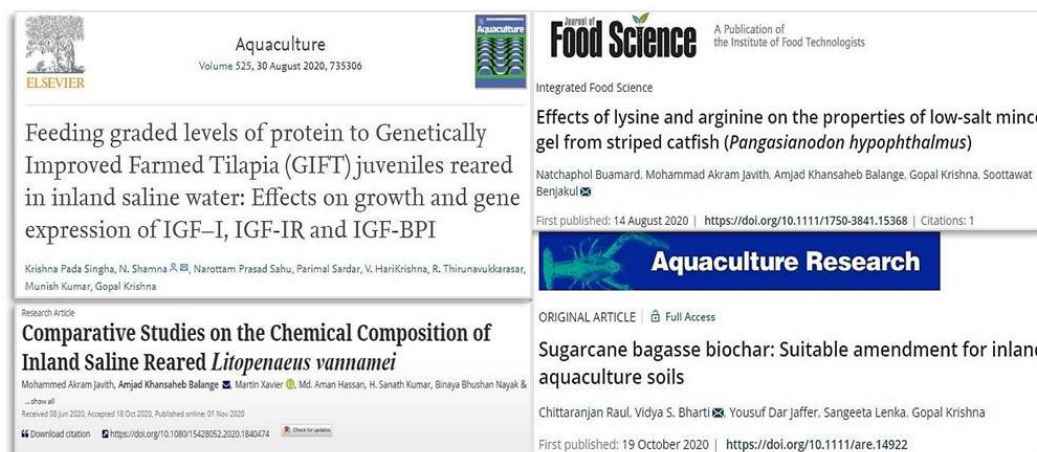 ELSEVIER
Aquaculture
Volume 525, 30 August 2020, 735306
Aquaculture
Feeding graded levels of protein to Genetically
Improved Farmed Tilapia (GIFT) juveniles reared
in inland saline water: Effects on growth and gene
expression of IGF–I, IGF-IR and IGF-BPI
Krishna Pada Singha, N. Shamna, Narottam Prasad Sahu, Parimal Sardar, V. HariKrishna, R. Thirunavukkarasar,
Munish Kumar, Gopal Krishna
Research Article
Comparative Studies on the Chemical Composition of
Inland Saline Reared Litopenaeus vannamei
Mohammed Akram Javith, Amjad Khansaheb Balange, Martin Xavier, Md. Aman Hassan, H. Sanath Kumar, Binaya Bhushan Nayak &
...show all
Received 08 Jun 2020, Accepted 18 Oct 2020, Published online: 01 Nov 2020
Download citation https://doi.org/10.1080/15428052.2020.1840474 Check for updates
Journal of
Food Science
A Publication of
the Institute of Food Technologists
Integrated Food Science
Effects of lysine and arginine on the properties of low-salt mince
gel from striped catfish (Pangasianodon hypophthalmus)
Natchaphol Buamard, Mohammad Akram Javith, Amjad Khansaheb Balange, Gopal Krishna, Soottawat
Benjakul
First published: 14 August 2020 | https://doi.org/10.1111/1750-3841.15368 | Citations: 1
Aquaculture Research
ORIGINAL ARTICLE | Full Access
Sugarcane bagasse biochar: Suitable amendment for inland
aquaculture soils
Chittaranjan Raul, Vidya S. Bharti, Yousuf Dar Jaffer, Sangeeta Lenka, Gopal Krishna
First published: 19 October 2020 | https://doi.org/10.1111/are.14922